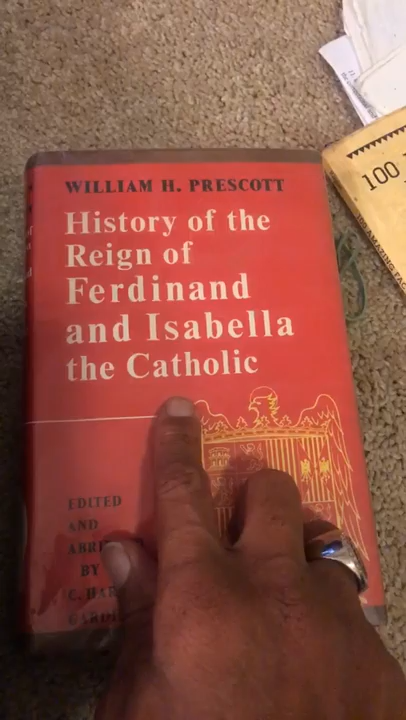 WILLIAM H. PRESCOTT
History of the
Reign of
Ferdinand
and Isabella
the Catholic
EDITED
AND
BY
C.
100